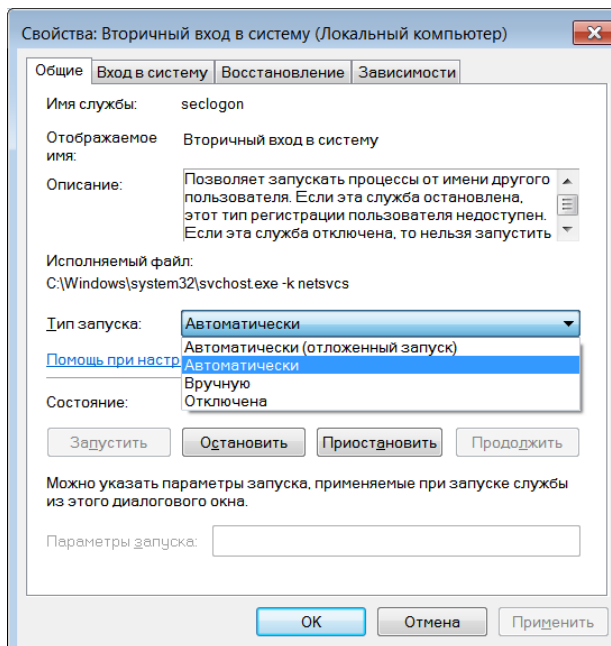 Свойства: Вторичный вход в систему (Локальный компьютер)
Общие Вход в систему Восстановление Зависимости
Имя службы: seclogon
Отображаемое имя: Вторичный вход в систему
Описание: Позволяет запускать процессы от имени другого
пользователя. Если эта служба остановлена,
этот тип регистрации пользователя недоступен.
Если эта служба отключена, то нельзя запустить
Исполняемый файл:
C:\Windows\system32\svchost.exe -k netsvcs
Тип запуска: Автоматически
Автоматически (отложенный запуск)
Помощь при настр Автоматически
Вручную
Состояние: Отключена
Запустить Остановить Приостановить Продолжить
Можно указать параметры запуска, применяемые при запуске службы
из этого диалогового окна.
Параметры запуска:
OK Отмена Применить